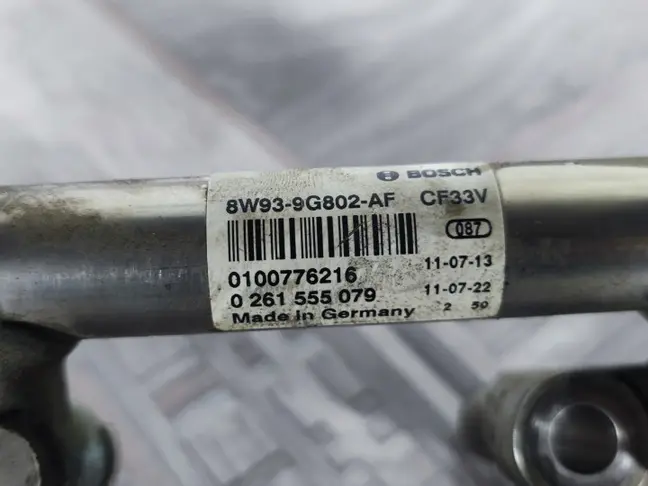 BOSCH
8W93-9G802-AF CF33V
087
0100776216 11-07-13
0 261 555 079 11-07-22
Made in Germany 2 50